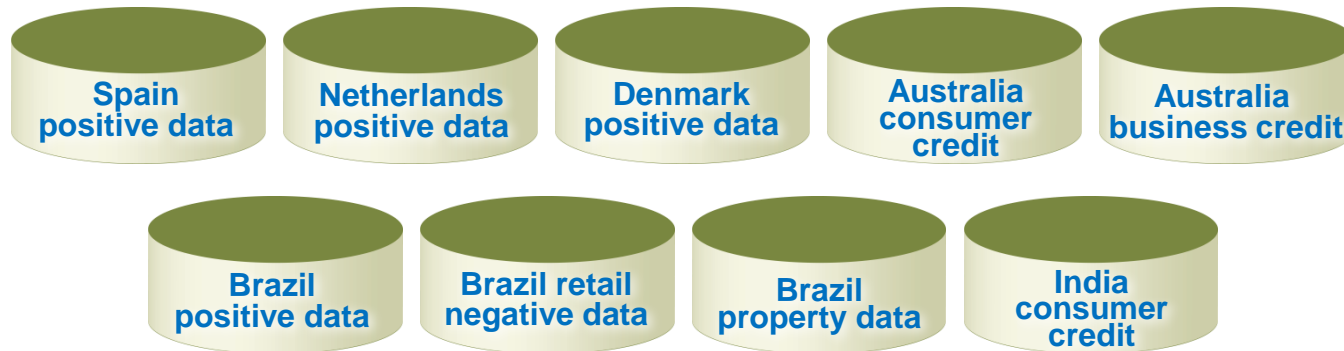 Spain
positive data
Netherlands
positive data
Denmark
positive data
Australia
consumer
credit
Australia
business credit
Brazil
positive data
Brazil retail
negative data
Brazil
property data
India
consumer
credit